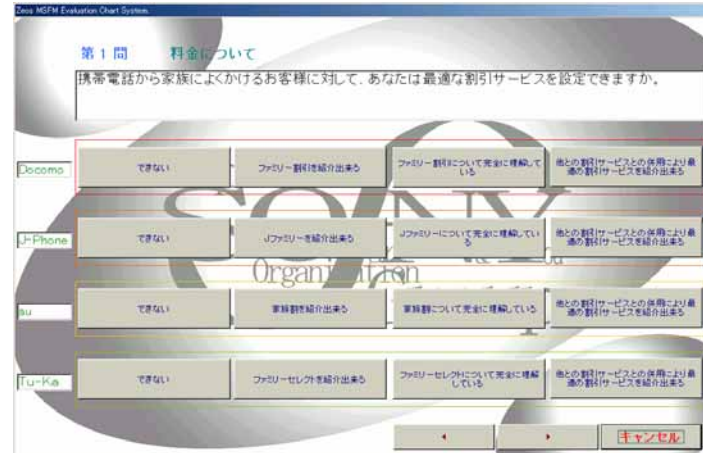 Zeos MSFM Evaluation Chart System.
第1問 料金について
携帯電話から家族によくかけるお客様に対して、あなたは最適な割引サービスを設定できますか。
Docomo
できない
ファミリー割引を紹介出来る
ファミリー割引について完全に理解して
いる
他との割引サービスとの併用により最
適の割引サービスを紹介出来る
J-Phone
できない
Jファミリーを紹介出来る
Jファミリーについて完全に理解してい
る
他との割引サービスとの併用により最
適の割引サービスを紹介出来る
au
できない
家族割を紹介出来る
家族割について完全に理解している
他との割引サービスとの併用により最
適の割引サービスを紹介出来る
Tu-Ka
できない
ファミリーセレクトを紹介出来る
ファミリーセレクトについて完全に理解
している
他との割引サービスとの併用により最
適の割引サービスを紹介出来る
キャンセル